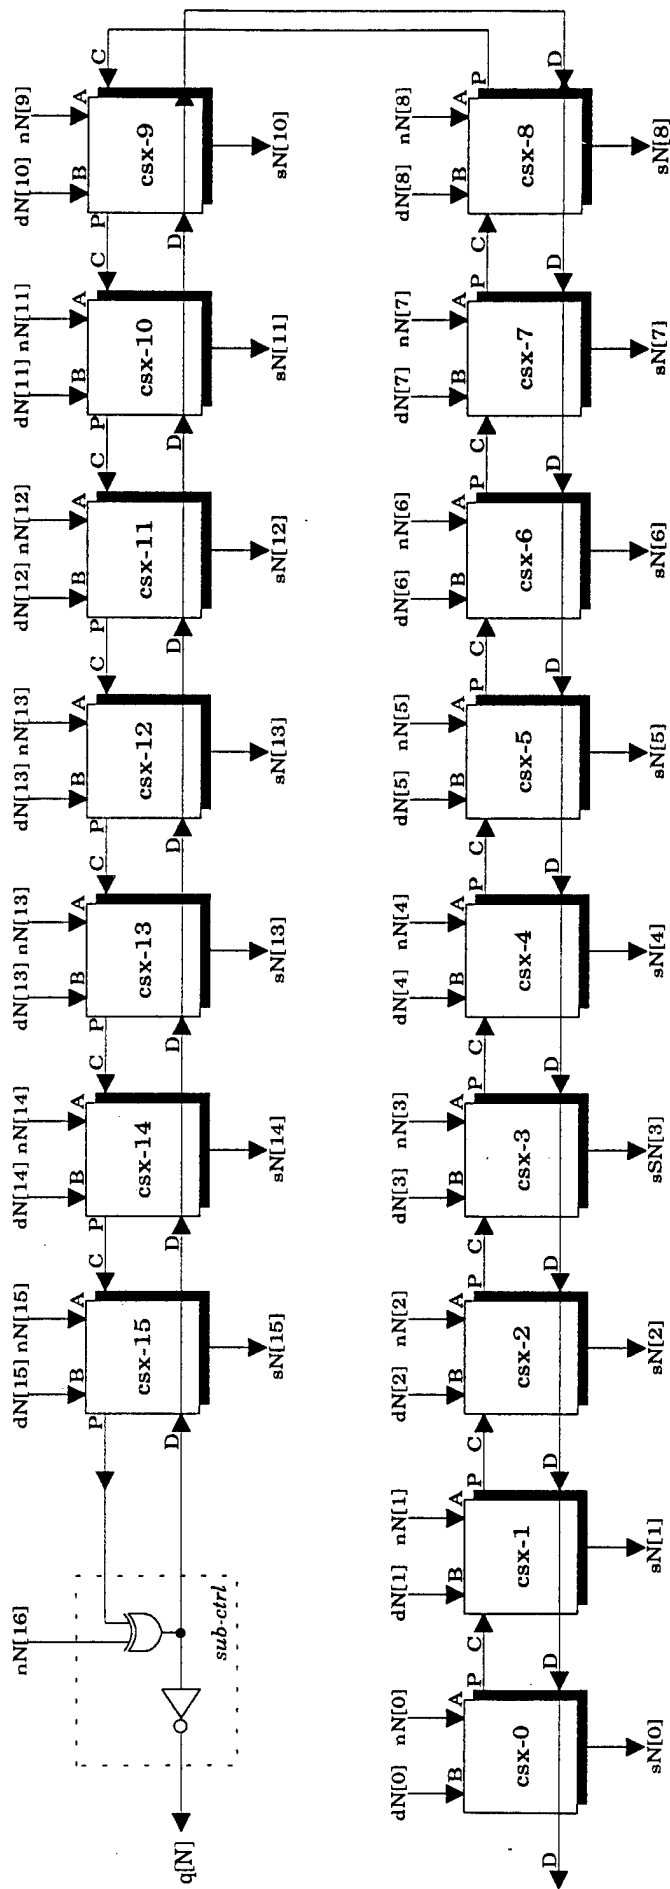 nN[16] dN[15] nN[15] dN[14] nN[14] dN[13] nN[13] dN[13] nN[13] dN[12] nN[12] dN[11] nN[11] dN[10] nN[9]
B A B A B A B A B A B A B A
P C P C P C P C P C P C P C
csx-15 csx-14 csx-13 csx-12 csx-11 csx-10 csx-9
D D D D D D D
q[N]
sub-ctrl
sN[15] sN[14] sN[13] sN[13] sN[12] sN[11] sN[10]
dN[0] nN[0] dN[1] nN[1] dN[2] nN[2] dN[3] nN[3] dN[4] nN[4] dN[5] nN[5] dN[6] nN[6] dN[7] nN[7] dN[8] nN[8]
B A B A B A B A B A B A B A B A B A
P C P C P C P C P C P C P C P C P
csx-0 csx-1 csx-2 csx-3 csx-4 csx-5 csx-6 csx-7 csx-8
D D D D D D D D D D
sN[0] sN[1] sN[2] sSN[3] sN[4] sN[5] sN[6] sN[7] sN[8]